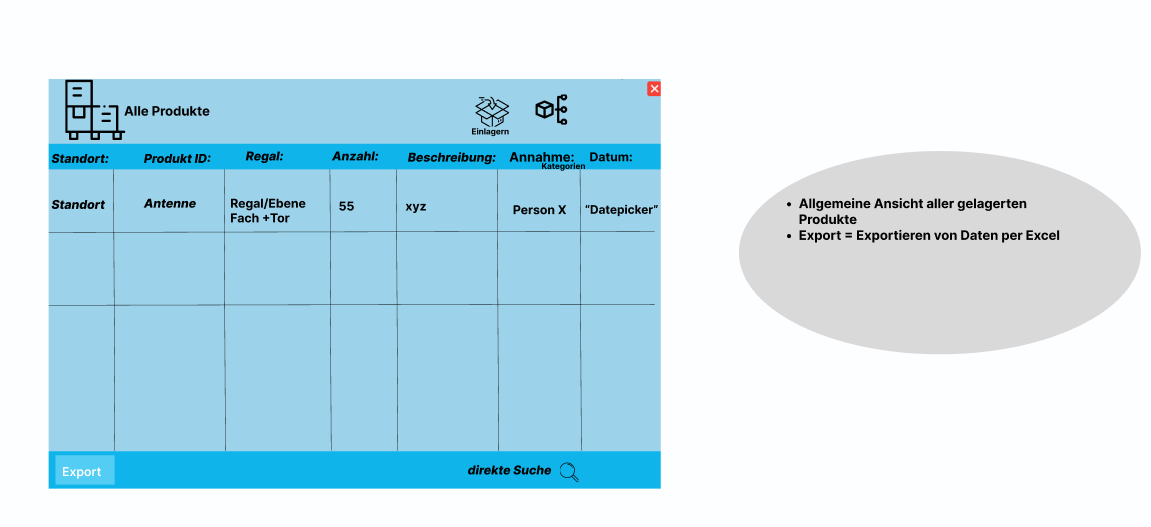 Alle Produkte
Einlagern
Standort:
Produkt ID:
Regal:
Anzahl:
Beschreibung:
Annahme:
Datum:
Kategorien
Standort
Antenne
Regal/Ebene
Fach +Tor
55
xyz
Person X
“Datepicker”
Export
direkte Suche
• Allgemeine Ansicht aller gelagerten
Produkte
• Export = Exportieren von Daten per Excel